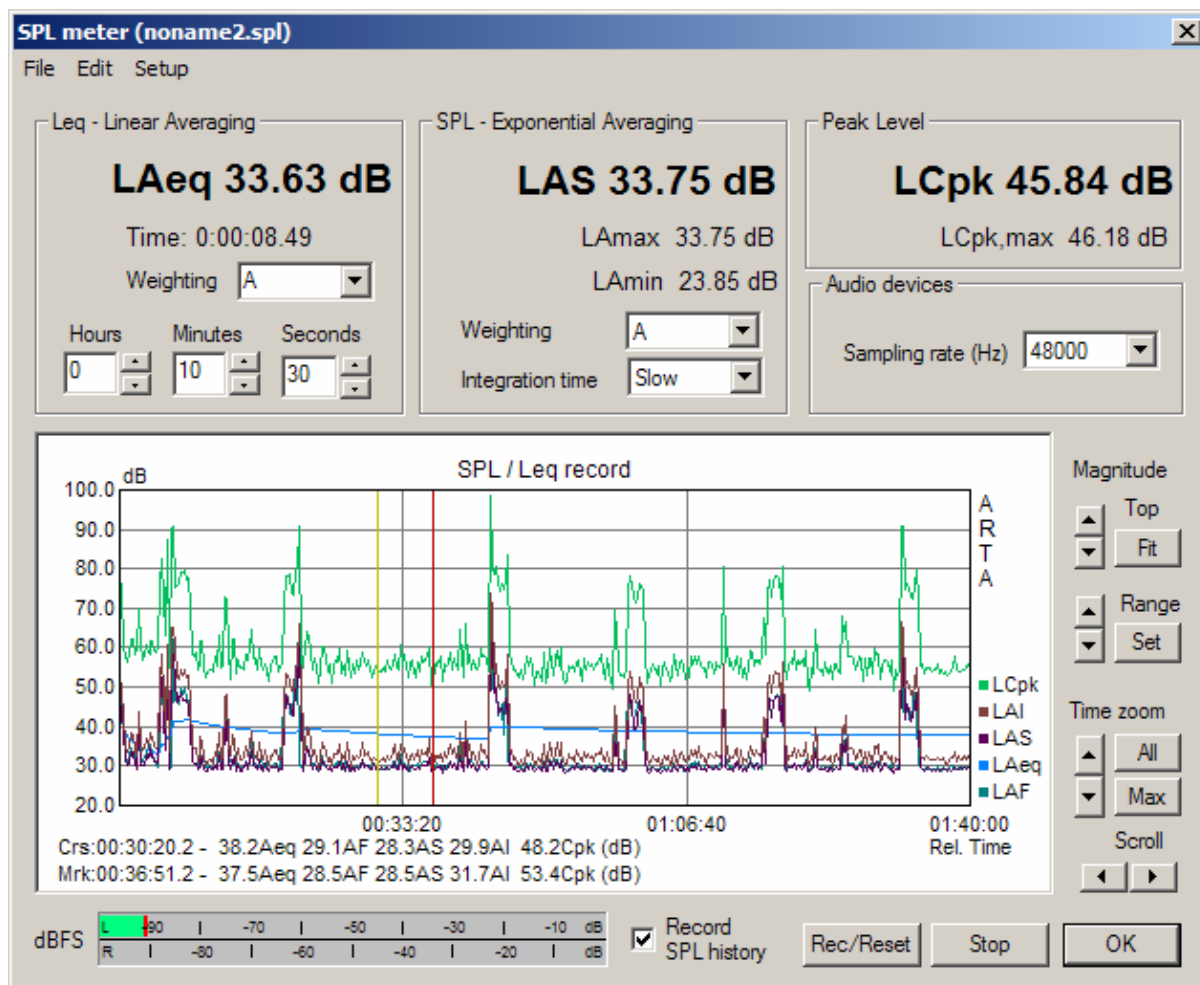 SPL meter (noname2.spl)
File Edit Setup
Leq - Linear Averaging
LAeq 33.63 dB
Time: 0:00:08.49
Weighting A
Hours Minutes Seconds
0 10 30
SPL - Exponential Averaging
LAS 33.75 dB
LAmax 33.75 dB
LAmin 23.85 dB
Weighting A
Integration time Slow
Peak Level
LCpk 45.84 dB
LCpk,max 46.18 dB
Audio devices
Sampling rate (Hz) 48000
dB
SPL / Leq record
100.0
90.0
80.0
70.0
60.0
50.0
40.0
30.0
20.0
A
R
T
A
LCpk
LAI
LAS
LAeq
LAF
00:33:20 01:06:40 01:40:00
Rel. Time
Crs:00:30:20.2 - 38.2Aeq 29.1AF 28.3AS 29.9AI 48.2Cpk (dB)
Mrk:00:36:51.2 - 37.5Aeq 28.5AF 28.5AS 31.7AI 53.4Cpk (dB)
Magnitude
Top
Fit
Range
Set
Time zoom
All
Max
Scroll
dBFS
L -90 | -70 | -50 | -30 | -10 dB
R | -80 | -60 | -40 | -20 | dB
Record
SPL history
Rec/Reset Stop OK